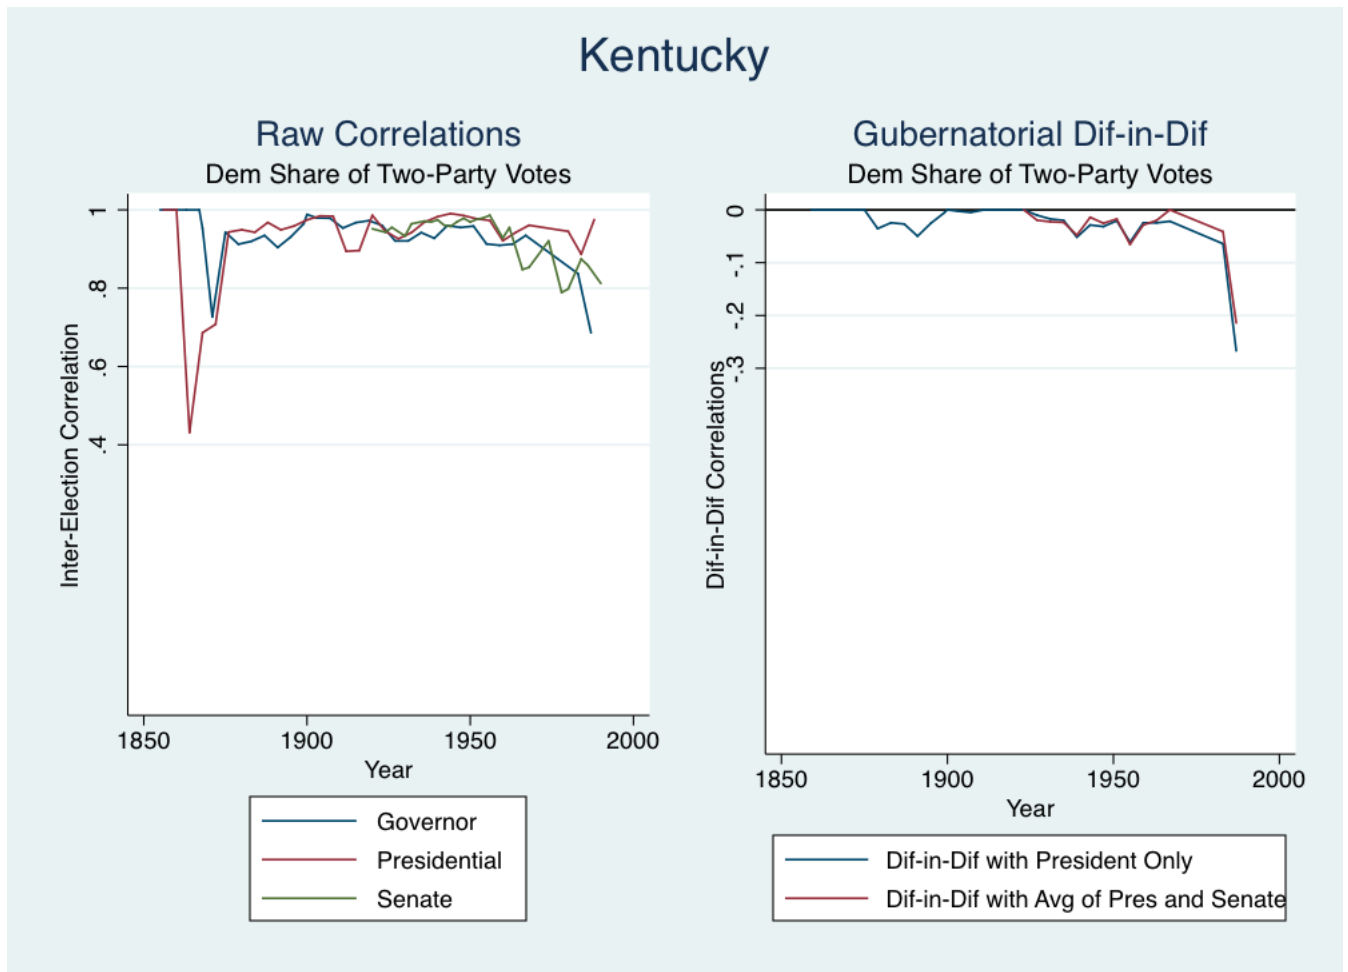 Kentucky
Raw Correlations
Dem Share of Two-Party Votes
Inter-Election Correlation
1
.8
.6
.4
1850 1900 1950 2000
Year
Governor
Presidential
Senate
Gubernatorial Dif-in-Dif
Dem Share of Two-Party Votes
Dif-in-Dif Correlations
0
-.1
-.2
-.3
1850 1900 1950 2000
Year
Dif-in-Dif with President Only
Dif-in-Dif with Avg of Pres and Senate